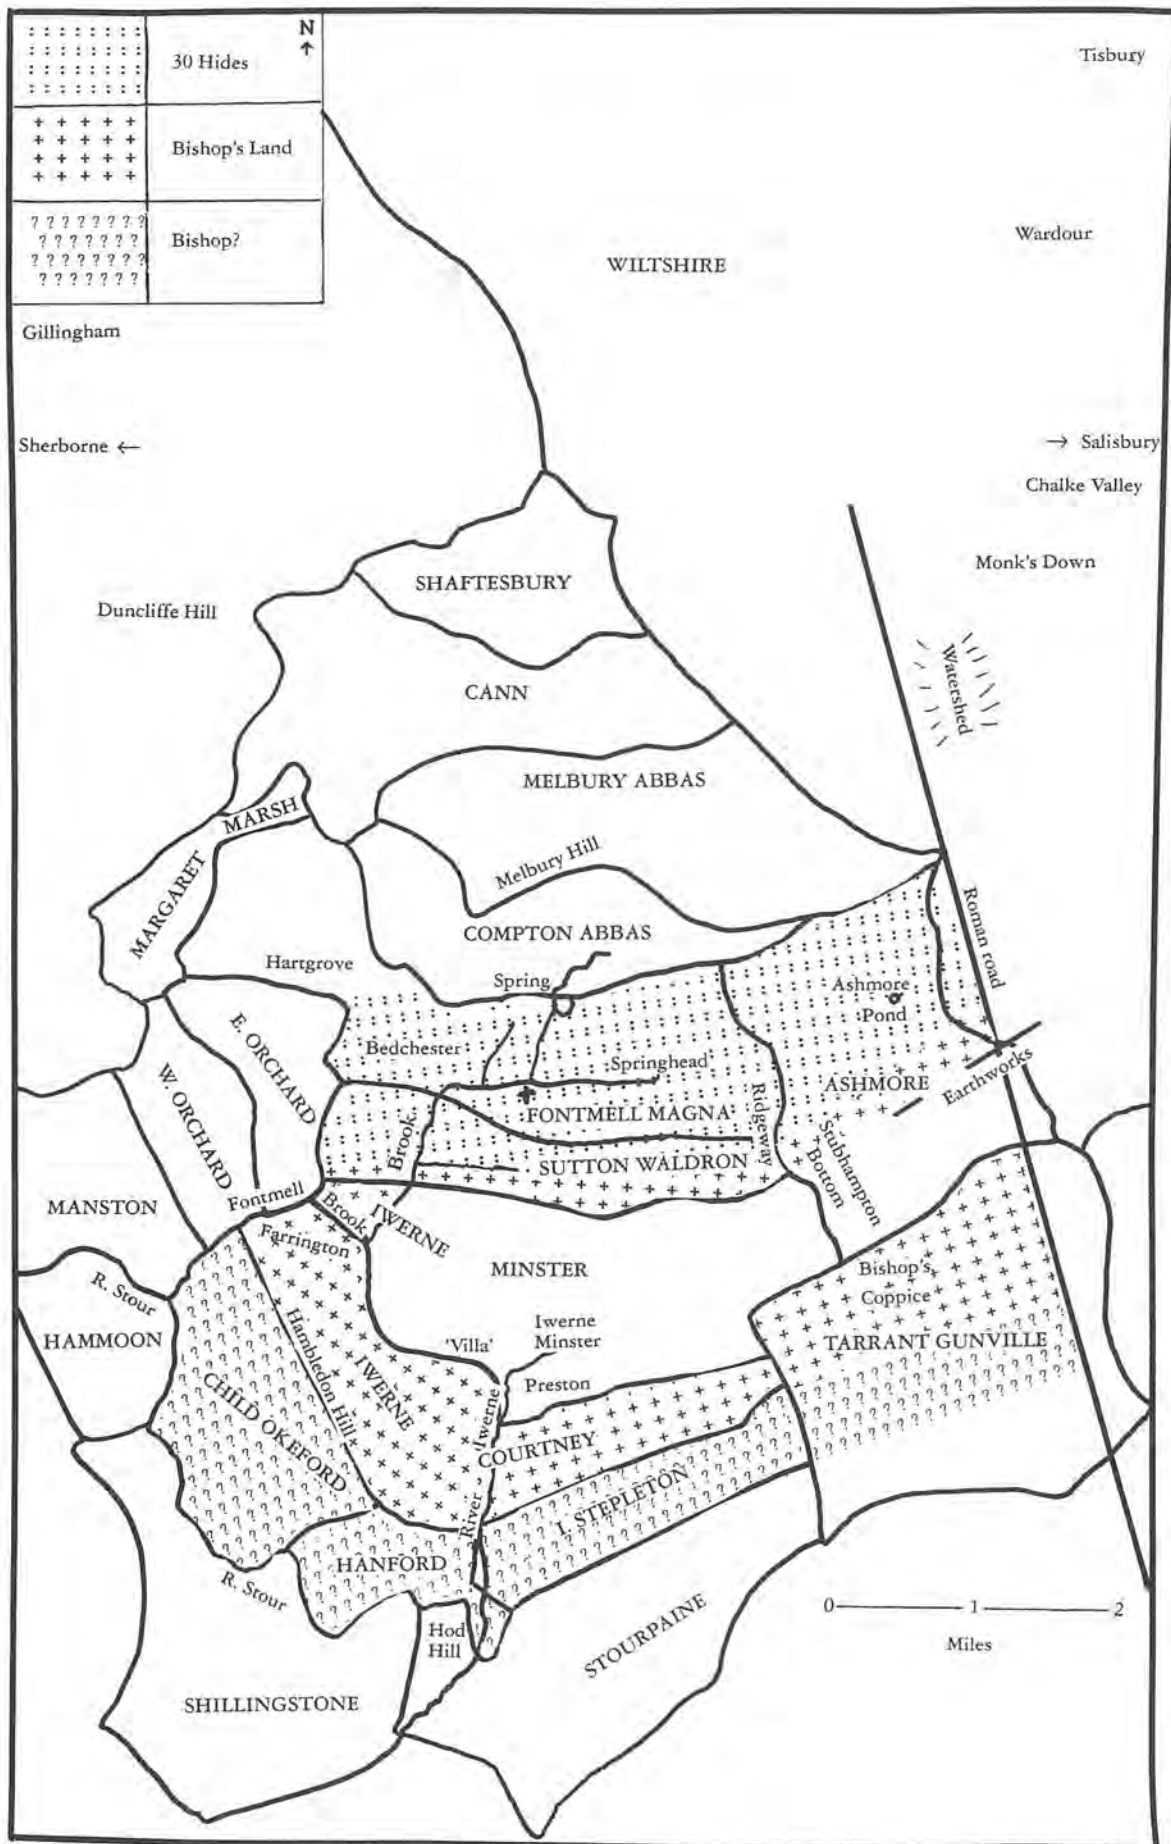 N
↑
30 Hides
Bishop's Land
Bishop?
Tisbury
Wardour
WILTSHIRE
Gillingham
Sherborne ←
→ Salisbury
Chalke Valley
Monk's Down
SHAFTESBURY
Duncliffe Hill
Watershed
CANN
MELBURY ABBAS
MARGARET MARSH
Melbury Hill
Roman road
COMPTON ABBAS
Hartgrove
Spring
Ashmore
Pond
E. ORCHARD
Bedchester
Springhead
ASHMORE
Earthworks
W. ORCHARD
FONTMELL MAGNA
Ridgeway
Brook
SUTTON WALDRON
Stubhampton
Bottom
MANSTON
Fontmell
Brook
IWERNE
Farrington
MINSTER
Bishop's
Coppice
R. Stour
HAMMOON
Iwerne
Minster
'Villa'
TARRANT GUNVILLE
Hambledon Hill
IWERNE
Preston
CHILD OKEFORD
River Iwerne
COURTNEY
I. STEPLETON
HANFORD
R. Stour
0 1 2
Miles
Hod
Hill
STOURPAINE
SHILLINGSTONE